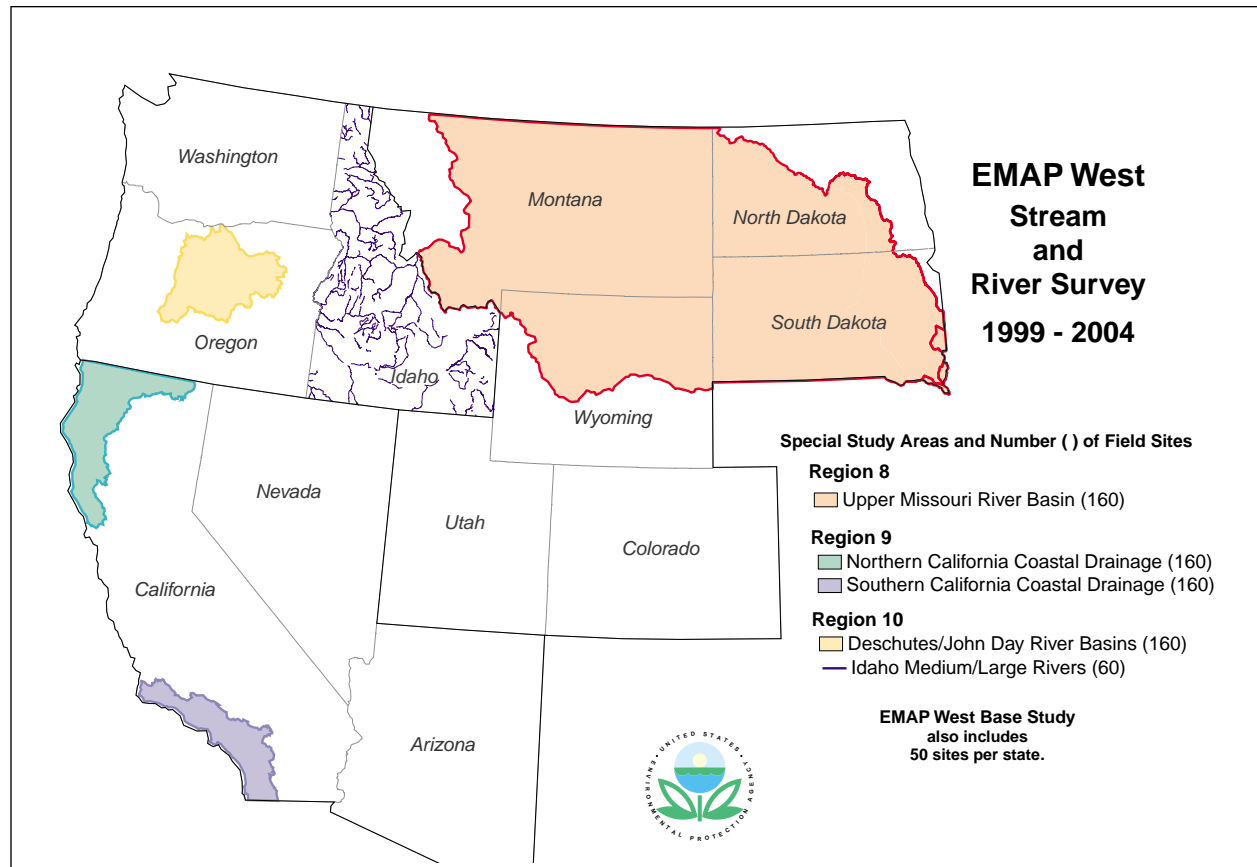 EMAP West
Stream
and
River Survey
1999 - 2004
Washington
Montana
North Dakota
Oregon
Idaho
South Dakota
Wyoming
Nevada
Utah
Colorado
California
Arizona
Special Study Areas and Number ( ) of Field Sites
Region 8
Upper Missouri River Basin (160)
Region 9
Northern California Coastal Drainage (160)
Southern California Coastal Drainage (160)
Region 10
Deschutes/John Day River Basins (160)
Idaho Medium/Large Rivers (60)
EMAP West Base Study
also includes
50 sites per state.
UNITED STATES • ENVIRONMENTAL PROTECTION AGENCY